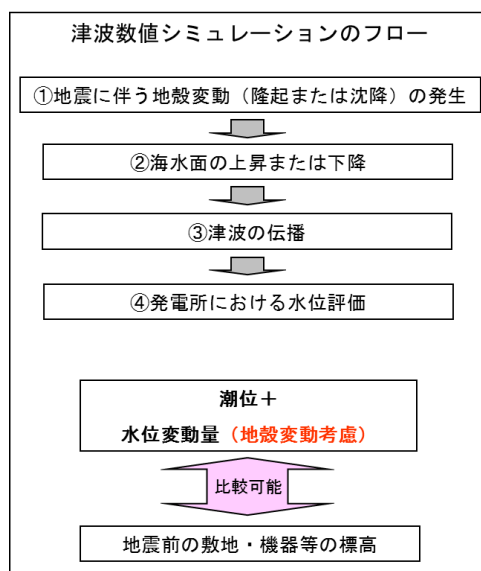 津波数値シミュレーションのフロー
①地震に伴う地殻変動（隆起または沈降）の発生
②海水面の上昇または下降
③津波の伝播
④発電所における水位評価
潮位＋
水位変動量（地殻変動考慮）
比較可能
地震前の敷地・機器等の標高